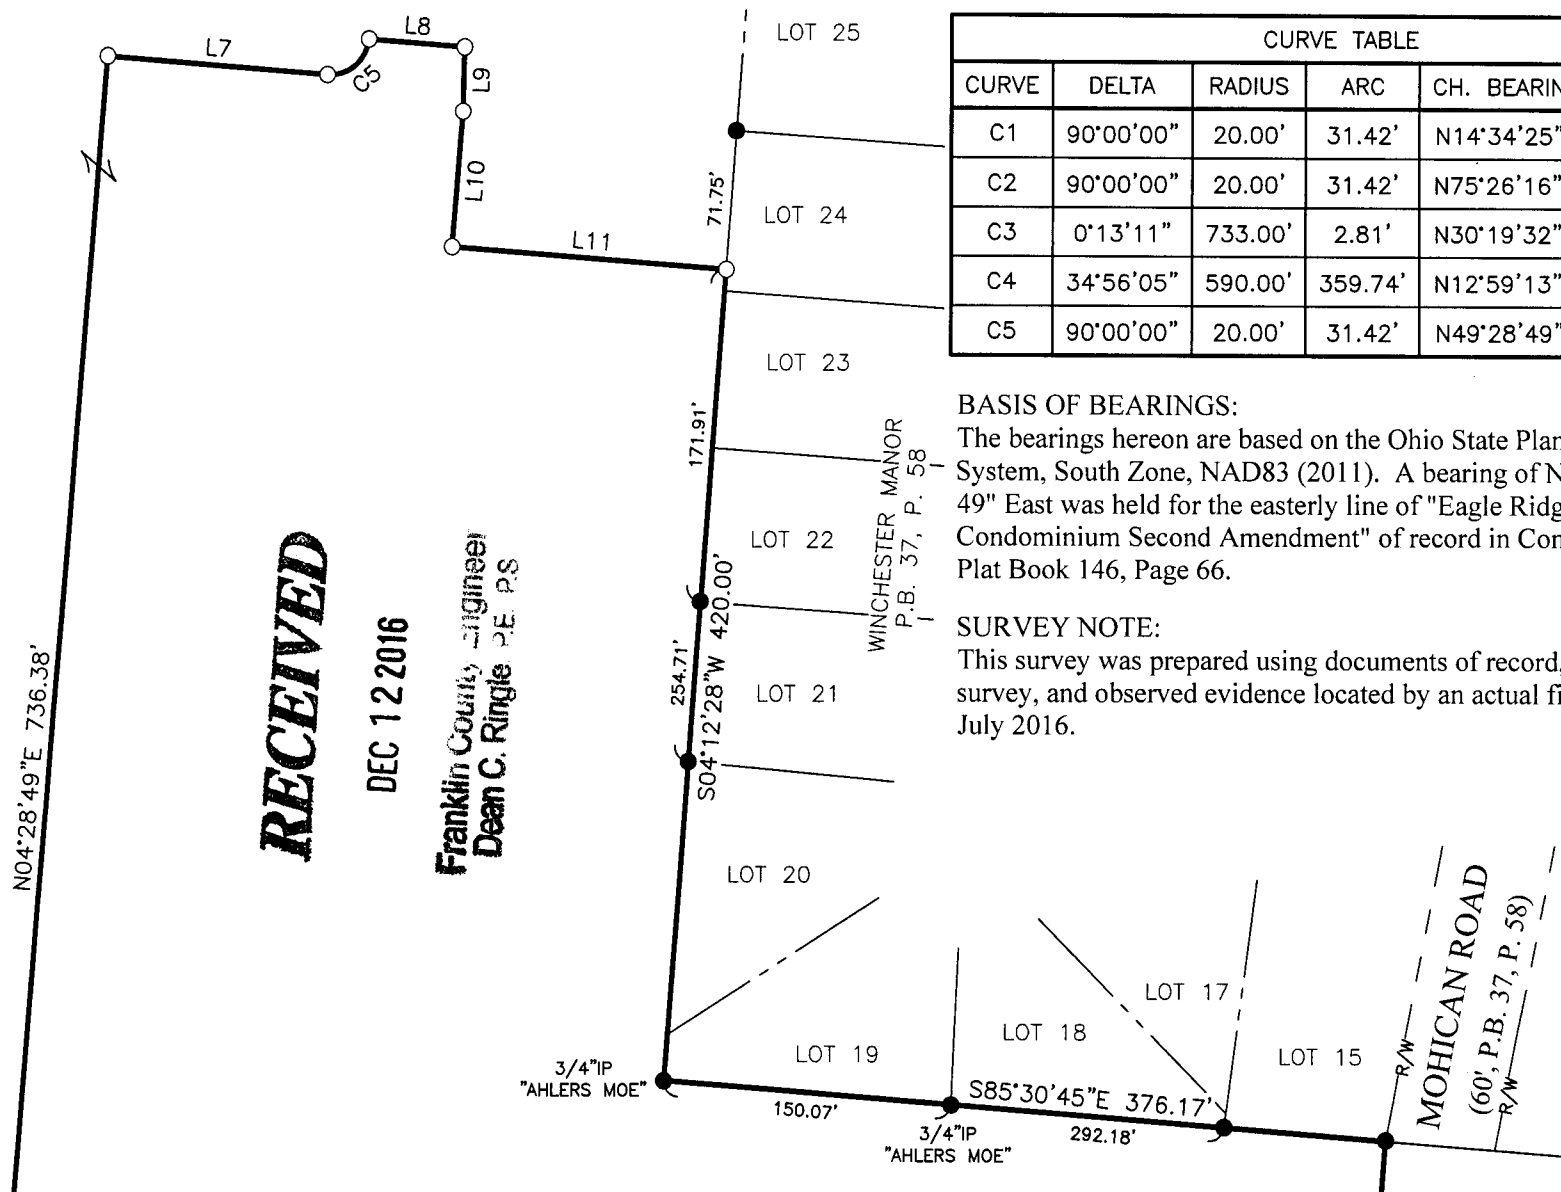 L7
L8
C5
L9
L10
L11
LOT 25
71.75'
LOT 24
LOT 23
171.91'
LOT 22
WINCHESTER MANOR
P.B. 37, P. 58
S04°12'28"W 420.00'
254.71'
LOT 21
LOT 20
N04°28'49"E 736.38'
RECEIVED
DEC 12 2016
Franklin County Engineer
Dean C. Ringle P.E. P.S
CURVE TABLE
CURVE DELTA RADIUS ARC CH. BEARIN
C1 90°00'00" 20.00' 31.42' N14°34'25"
C2 90°00'00" 20.00' 31.42' N75°26'16"
C3 0°13'11" 733.00' 2.81' N30°19'32"
C4 34°56'05" 590.00' 359.74' N12°59'13"
C5 90°00'00" 20.00' 31.42' N49°28'49"
BASIS OF BEARINGS:
The bearings hereon are based on the Ohio State Plan
System, South Zone, NAD83 (2011). A bearing of N
49" East was held for the easterly line of "Eagle Ridg
Condominium Second Amendment" of record in Con
Plat Book 146, Page 66.
SURVEY NOTE:
This survey was prepared using documents of record,
survey, and observed evidence located by an actual fi
July 2016.
LOT 19
LOT 18
LOT 17
LOT 15
3/4"IP
"AHLERS MOE"
150.07'
S85°30'45"E 376.17'
3/4"IP
"AHLERS MOE"
292.18'
R/W
MOHICAN ROAD
(60', P.B. 37, P. 58)
R/W